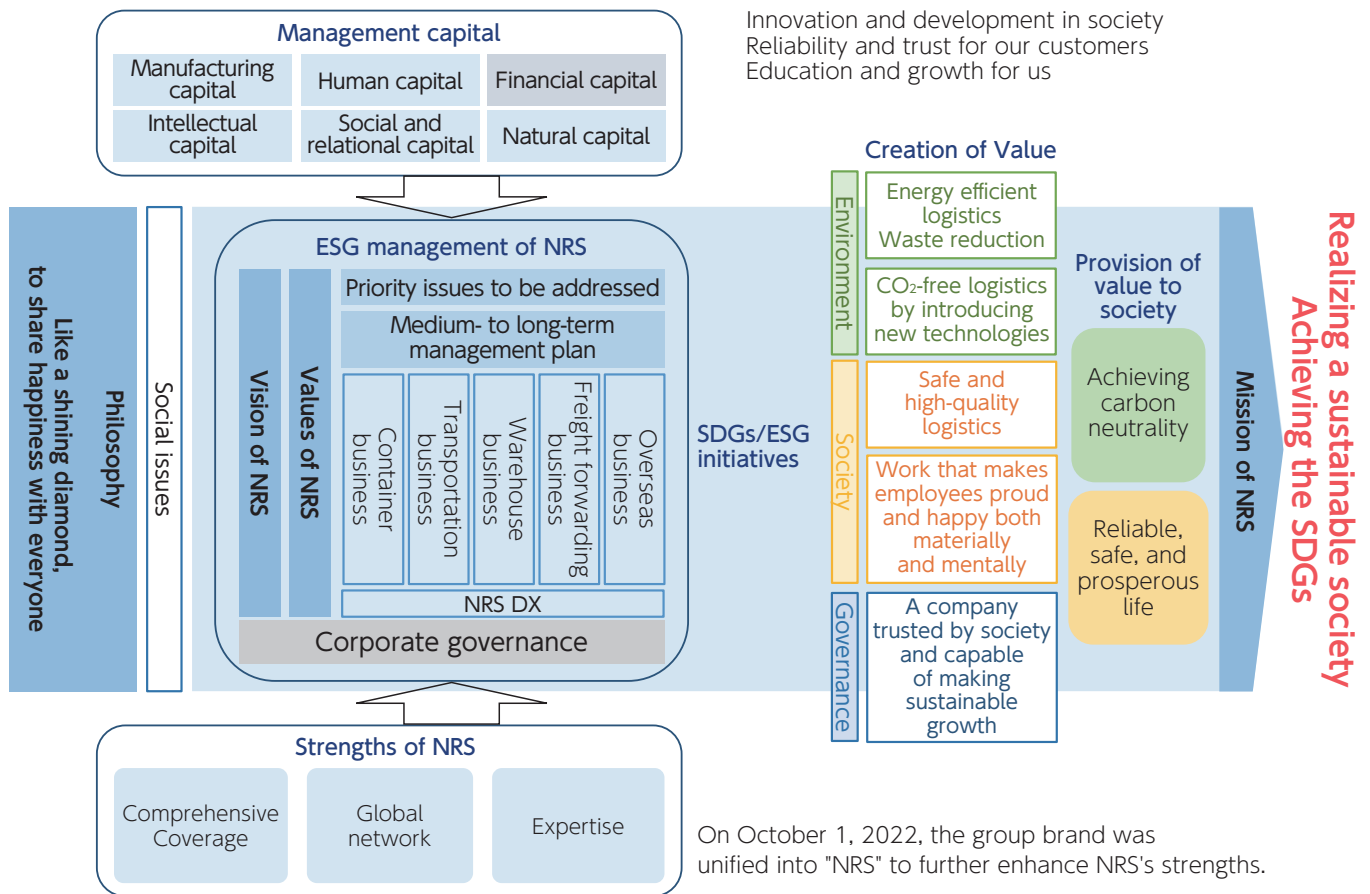 Management capital
Manufacturing
capital
Human capital
Financial capital
Intellectual
capital
Social and
relational capital
Natural capital
Innovation and development in society
Reliability and trust for our customers
Education and growth for us
Philosophy
Like a shining diamond,
to share happiness with everyone
Social issues
ESG management of NRS
Vision of NRS
Values of NRS
Priority issues to be addressed
Medium- to long-term
management plan
Container
business
Transportation
business
Warehouse
business
Freight forwarding
business
Overseas
business
NRS DX
Corporate governance
SDGs/ESG
initiatives
Creation of Value
Environment
Energy efficient
logistics
Waste reduction
CO₂-free logistics
by introducing
new technologies
Society
Safe and
high-quality
logistics
Work that makes
employees proud
and happy both
materially
and mentally
Governance
A company
trusted by society
and capable
of making
sustainable
growth
Provision of
value to
society
Achieving
carbon
neutrality
Reliable,
safe, and
prosperous
life
Mission of NRS
Realizing a sustainable society
Achieving the SDGs
Strengths of NRS
Comprehensive
Coverage
Global
network
Expertise
On October 1, 2022, the group brand was
unified into "NRS" to further enhance NRS's strengths.